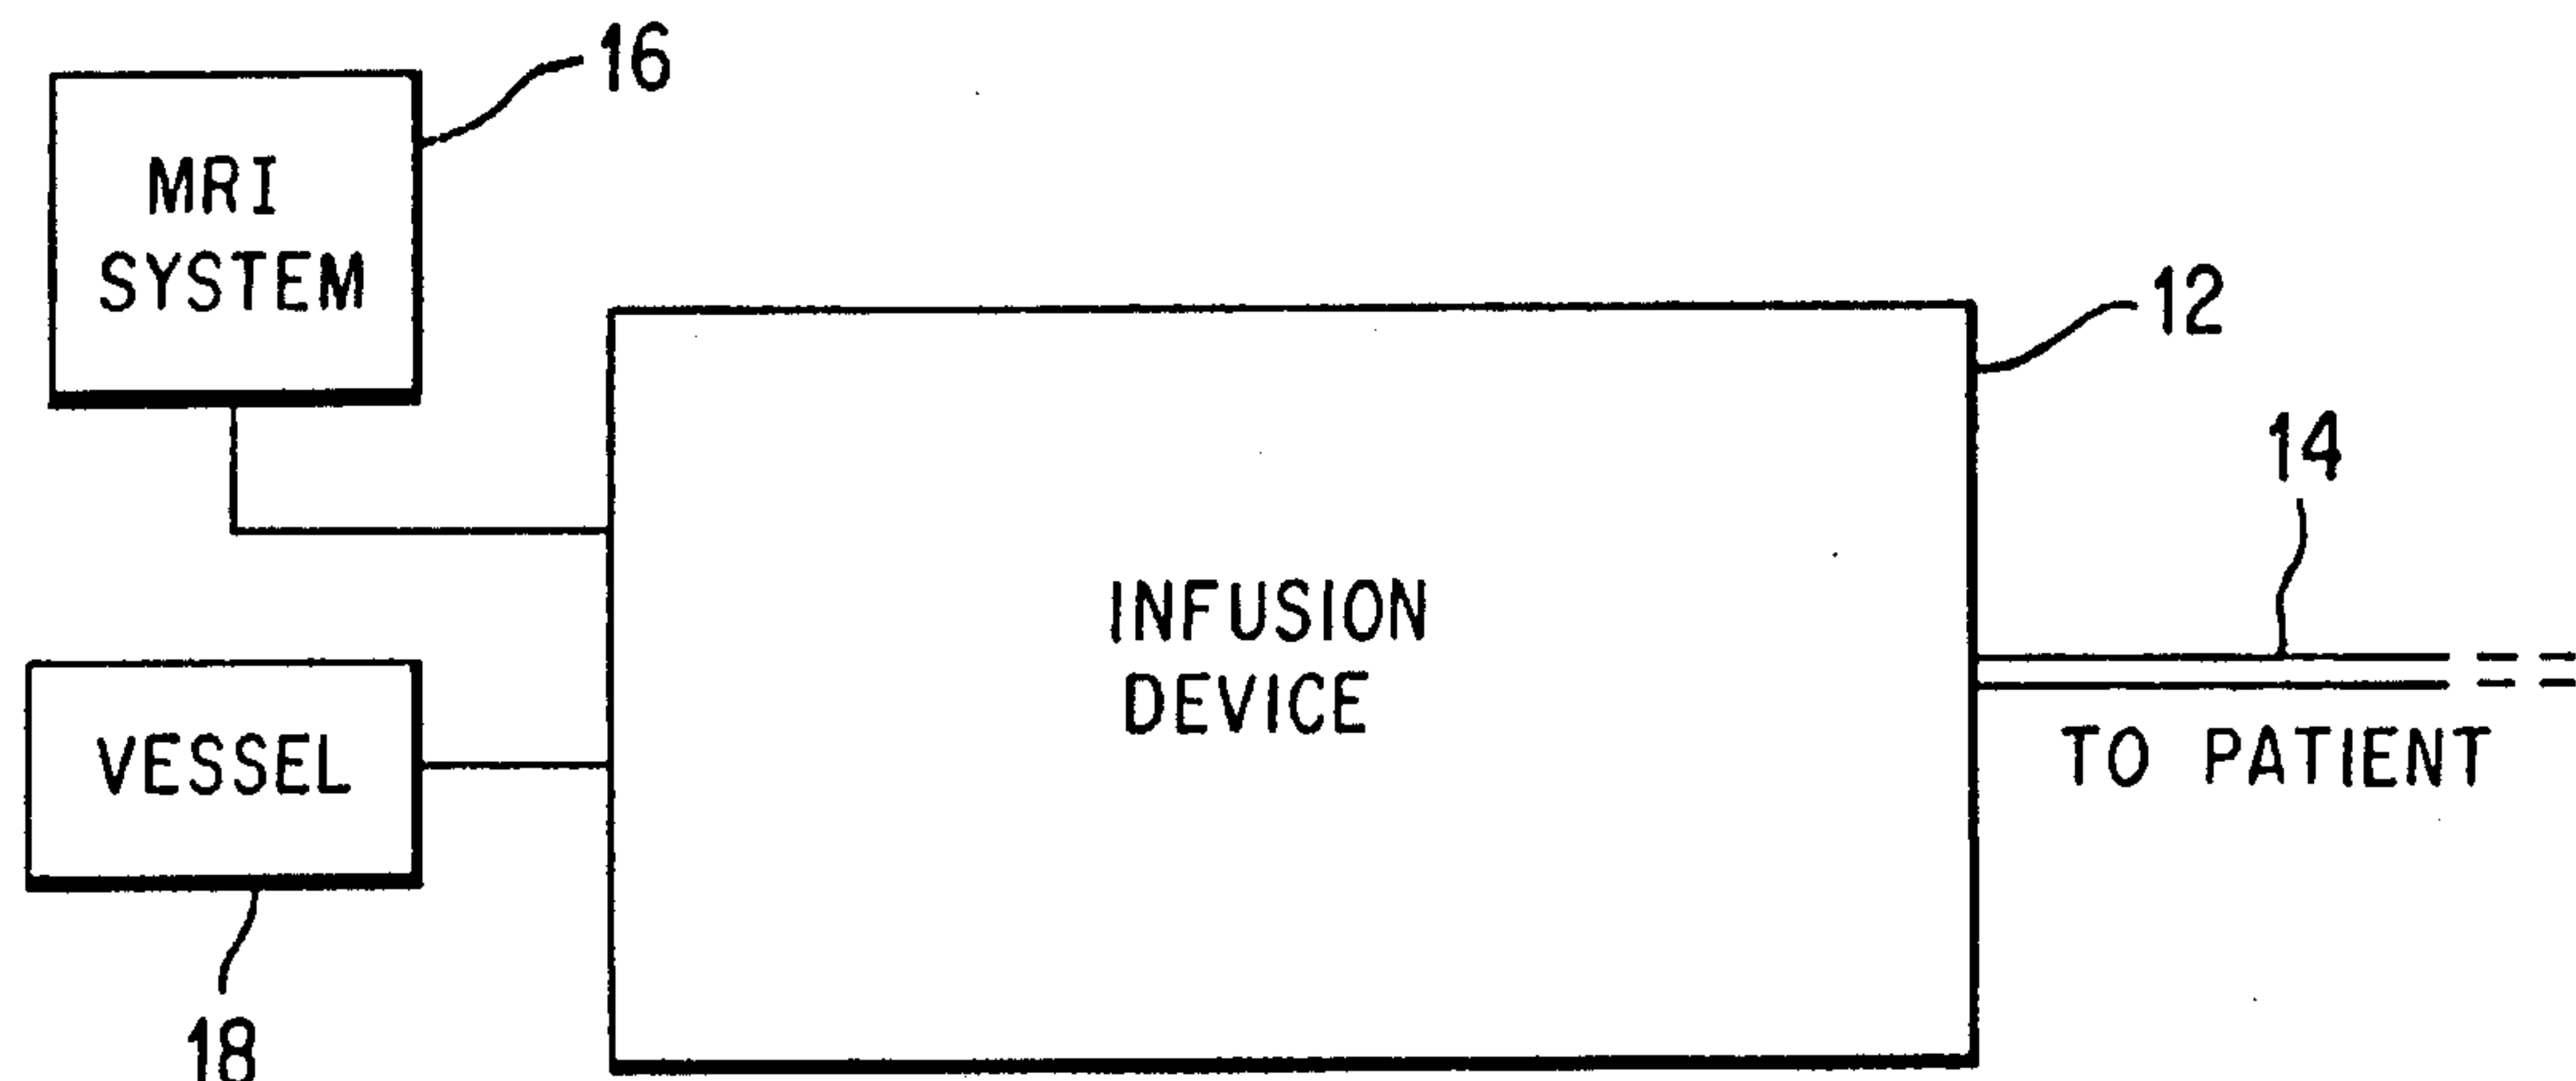 16
MRI
SYSTEM
12
14
INFUSION
DEVICE
VESSEL
TO PATIENT
18